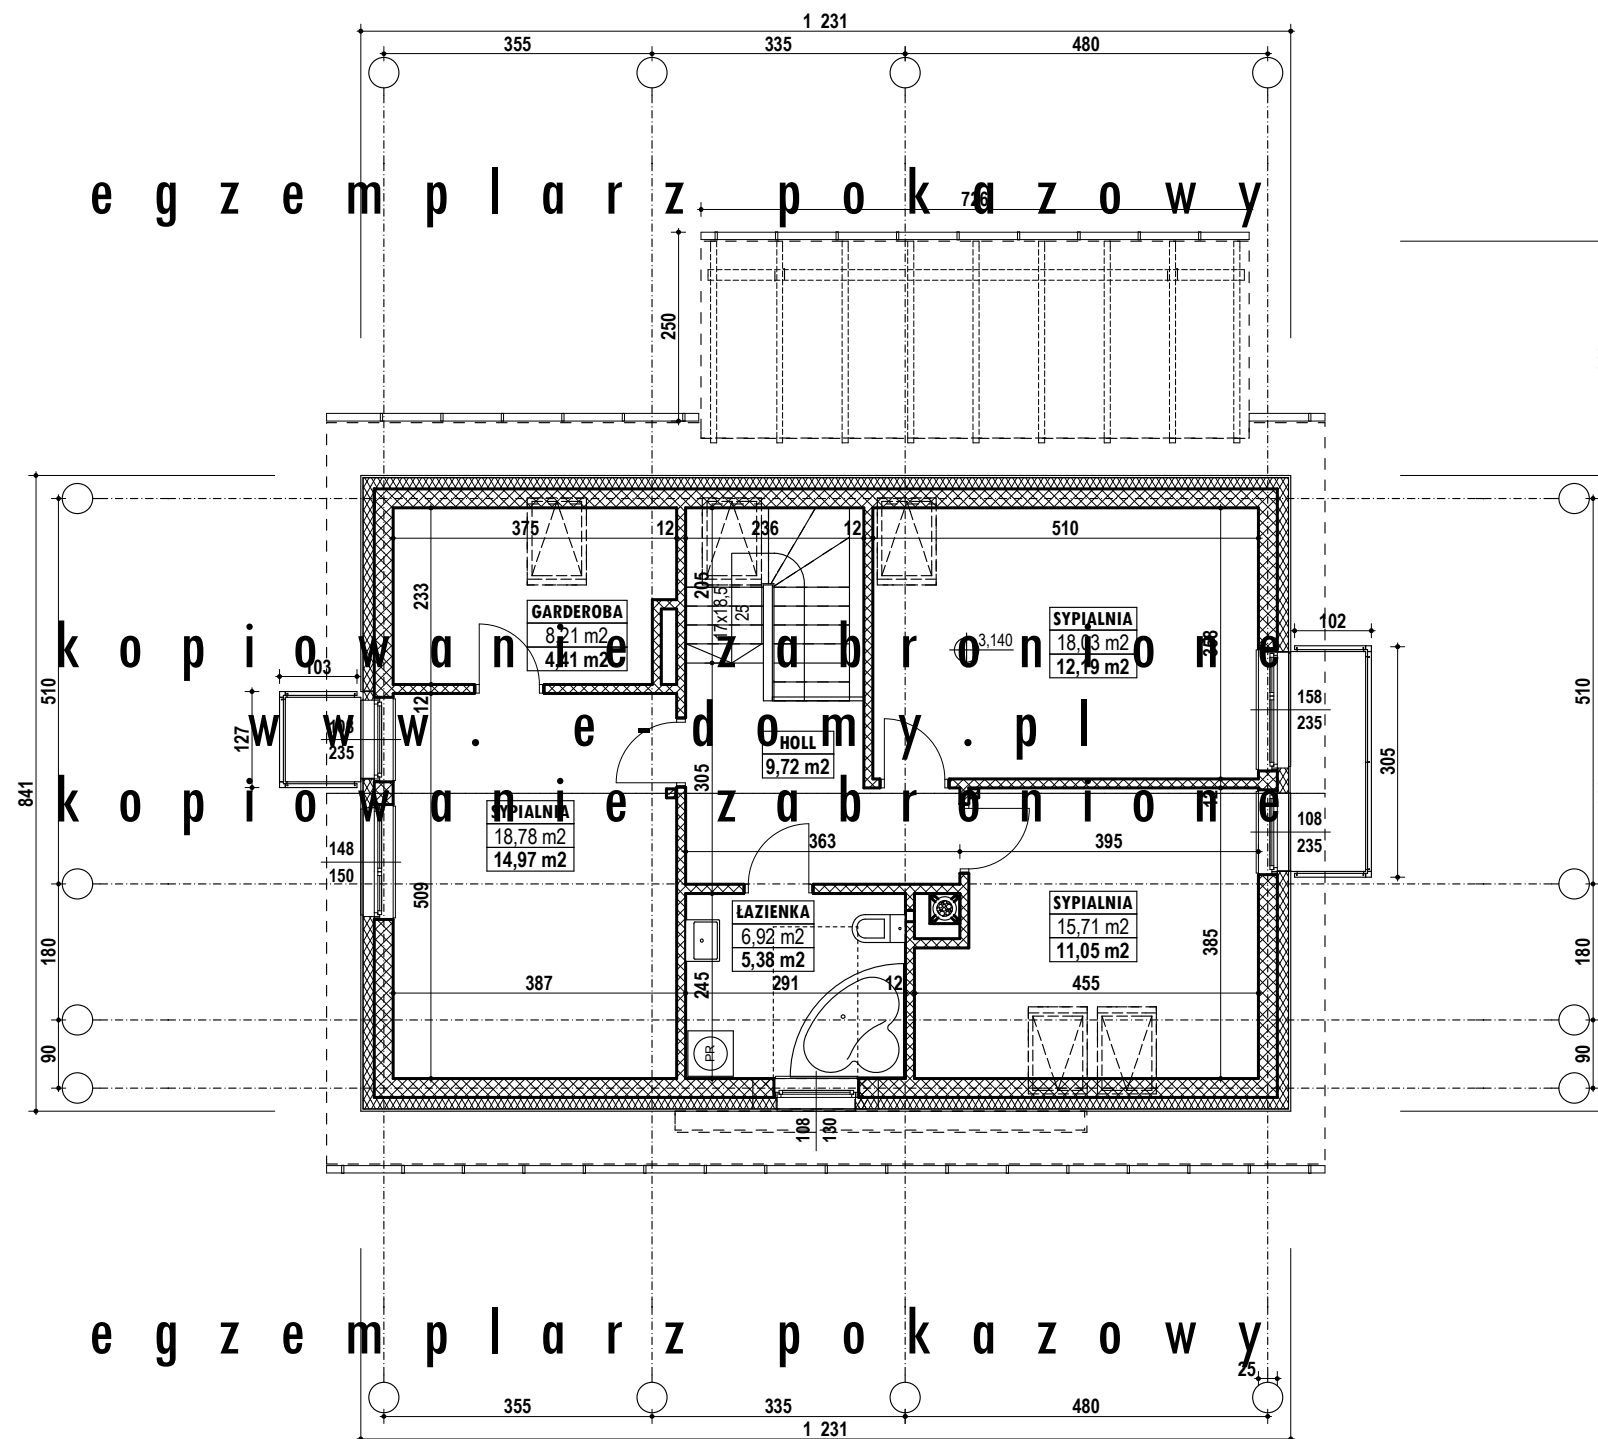 1 231
355 335 480
egzemplarz pokazowy
726
250
375 12 236 12 510
233
205
17x18,5
25
GARDEROBA
8,21 m2
4,41 m2
SYPIALNIA
18,03 m2
12,19 m2
3,140
102
103
kopiowanie zabronione
510
510
12
127
235
158
235
www.e-domy.pl
HOLL
9,72 m2
305
305
841
kopiowanie zabronione
12
SYPIALNIA
18,78 m2
14,97 m2
148
150
363 395
108
235
509
ŁAZIENKA
6,92 m2
5,38 m2
SYPIALNIA
15,71 m2
11,05 m2
385
180
180
387
245
291 12 455
90
PR
90
108
130
egzemplarz pokazowy
25
355 335 480
1 231